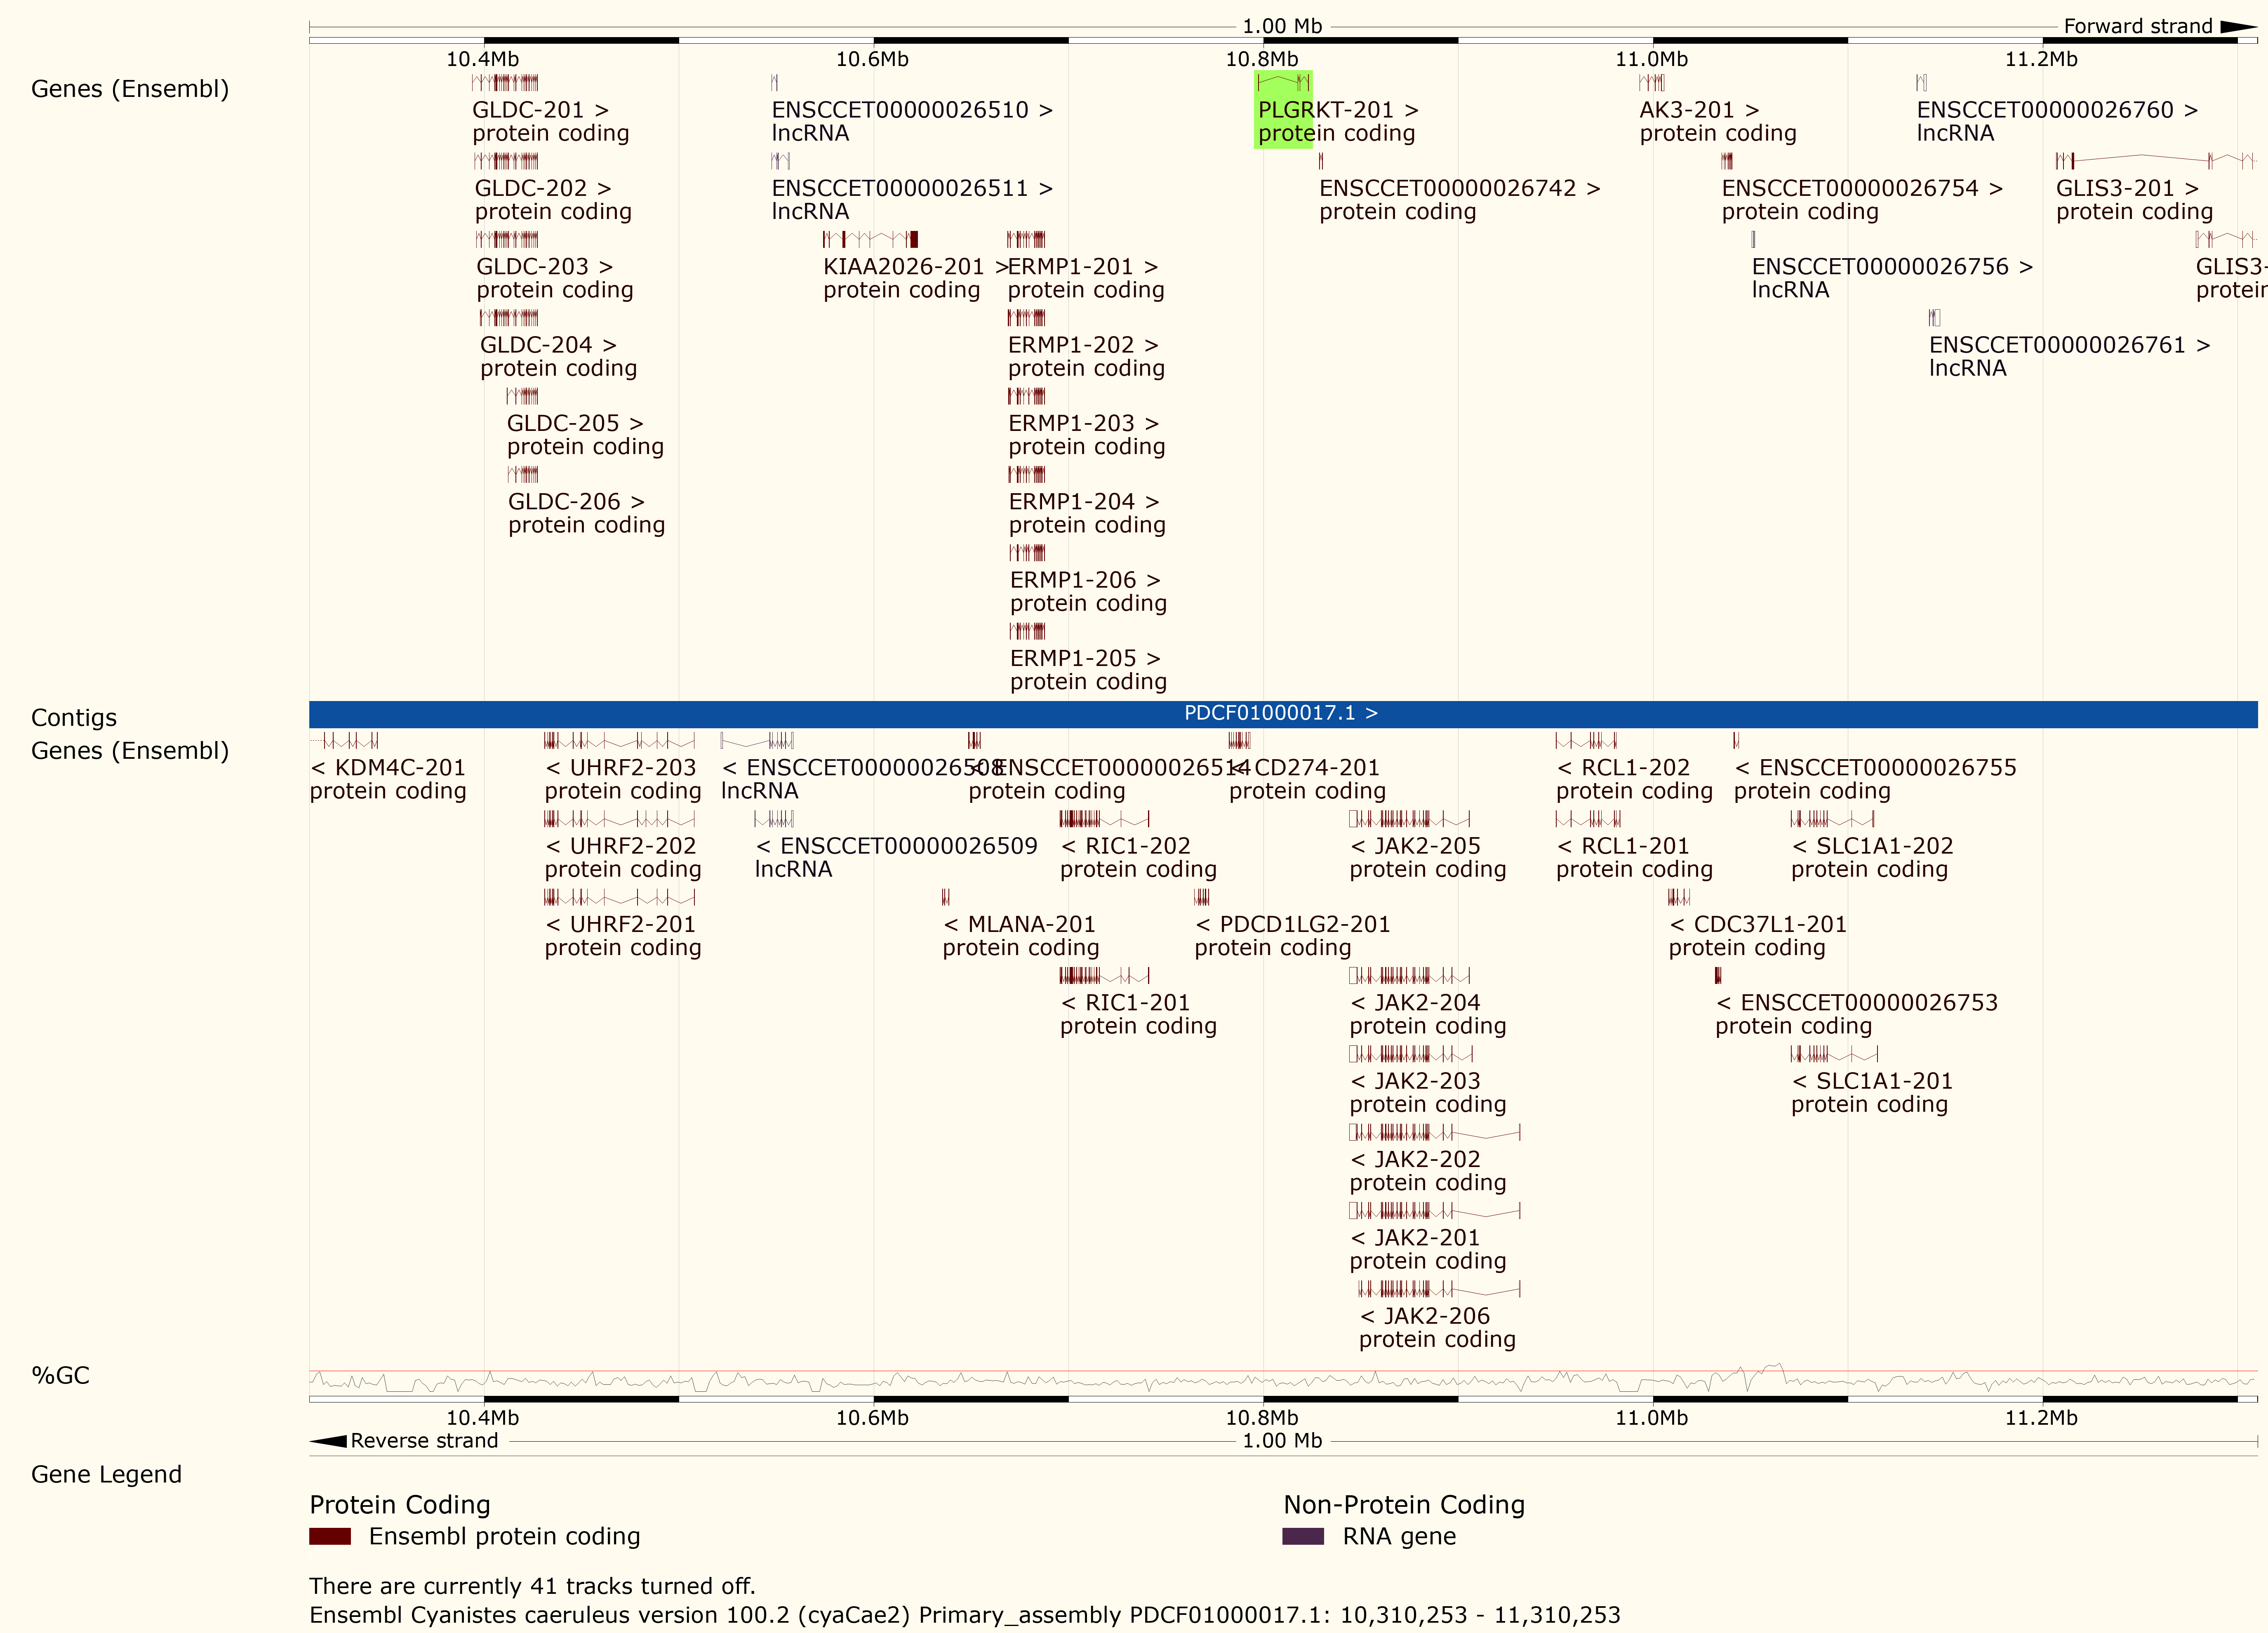 1.00 Mb Forward strand
10.4Mb 10.6Mb 10.8Mb 11.0Mb 11.2Mb
Genes (Ensembl)
GLDC-201 > ENSCCET00000026510 > PLGRKT-201 > AK3-201 > ENSCCET00000026760 >
protein coding lncRNA protein coding protein coding lncRNA
GLDC-202 > ENSCCET00000026511 > ENSCCET00000026742 > ENSCCET00000026754 > GLIS3-201 >
protein coding lncRNA protein coding protein coding protein coding
GLDC-203 > KIAA2026-201 > ERMP1-201 > ENSCCET00000026756 > GLIS3-
protein coding protein coding protein coding lncRNA protein
GLDC-204 > ERMP1-202 > ENSCCET00000026761 >
protein coding protein coding lncRNA
GLDC-205 > ERMP1-203 >
protein coding protein coding
GLDC-206 > ERMP1-204 >
protein coding protein coding
ERMP1-206 >
protein coding
ERMP1-205 >
protein coding
Contigs PDCF01000017.1 >
Genes (Ensembl)
< KDM4C-201 < UHRF2-203 < ENSCCET00000026508 < ENSCCET00000026514 < CD274-201 < RCL1-202 < ENSCCET00000026755
protein coding protein coding lncRNA protein coding protein coding protein coding protein coding
< UHRF2-202 < ENSCCET00000026509 < RIC1-202 < JAK2-205 < RCL1-201 < SLC1A1-202
protein coding lncRNA protein coding protein coding protein coding protein coding
< UHRF2-201 < MLANA-201 < PDCD1LG2-201 < CDC37L1-201
protein coding protein coding protein coding protein coding
< RIC1-201 < JAK2-204 < ENSCCET00000026753
protein coding protein coding protein coding
< JAK2-203 < SLC1A1-201
protein coding protein coding
< JAK2-202
protein coding
< JAK2-201
protein coding
< JAK2-206
protein coding
%GC
10.4Mb 10.6Mb 10.8Mb 11.0Mb 11.2Mb
Reverse strand 1.00 Mb
Gene Legend
Protein Coding Non-Protein Coding
Ensembl protein coding RNA gene
There are currently 41 tracks turned off.
Ensembl Cyanistes caeruleus version 100.2 (cyaCae2) Primary_assembly PDCF01000017.1: 10,310,253 - 11,310,253